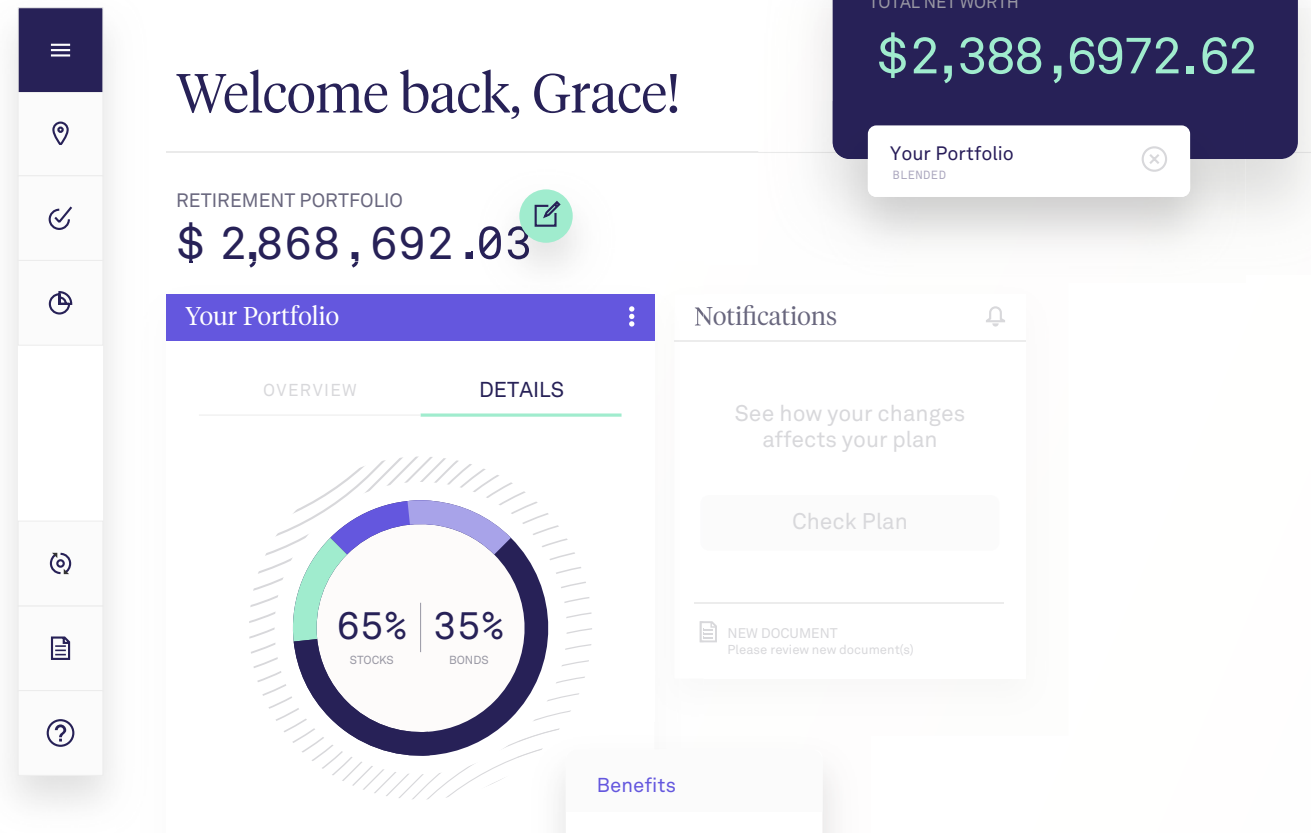 TOTAL NET WORTH
$2,388,6972.62
Welcome back, Grace!
Your Portfolio
BLENDED
RETIREMENT PORTFOLIO
$ 2,868,692.03
Your Portfolio
Notifications
OVERVIEW
DETAILS
See how your changes
affects your plan
Check Plan
65%
35%
STOCKS
BONDS
NEW DOCUMENT
Please review new document(s)
Benefits